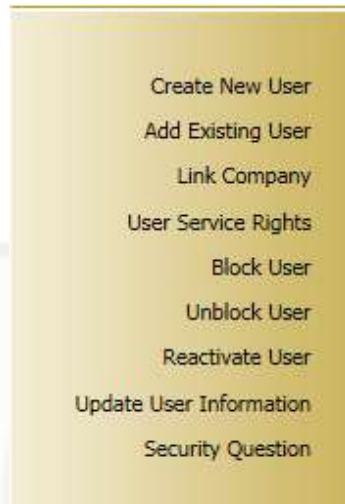 Create New User
Add Existing User
Link Company
User Service Rights
Block User
Unblock User
Reactivate User
Update User Information
Security Question